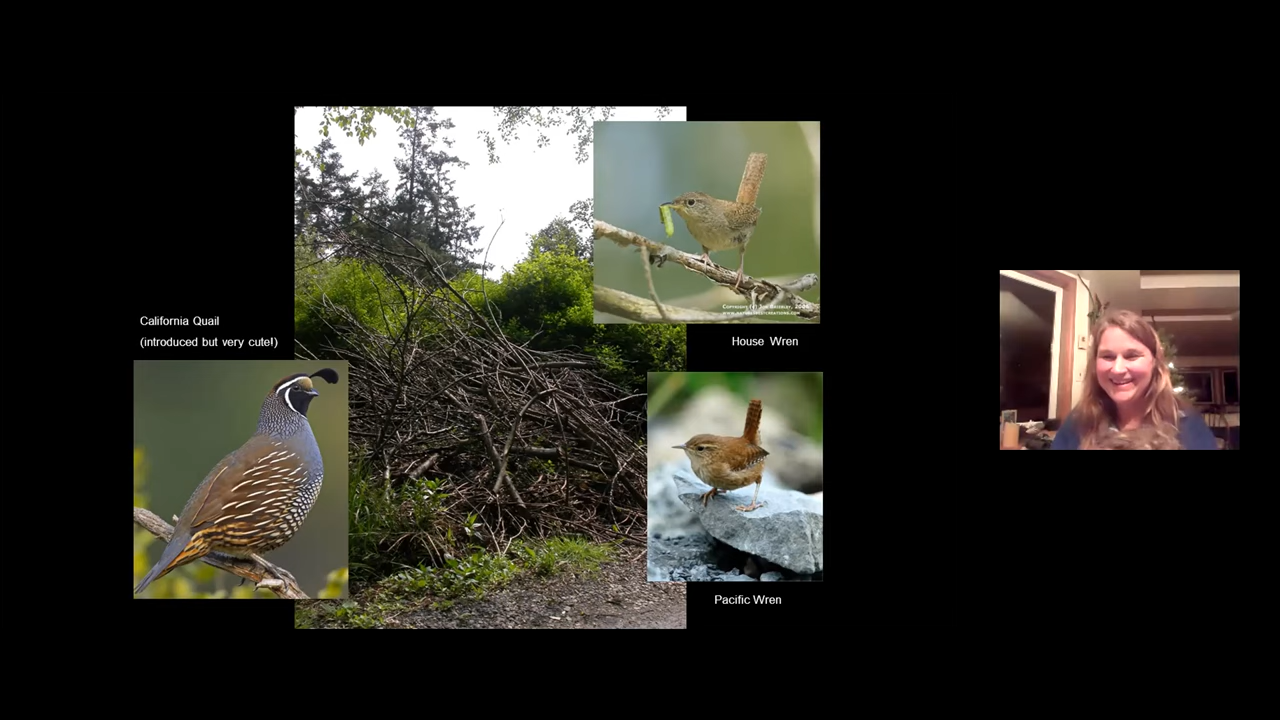 California Quail
(introduced but very cute!)
House Wren
Pacific Wren